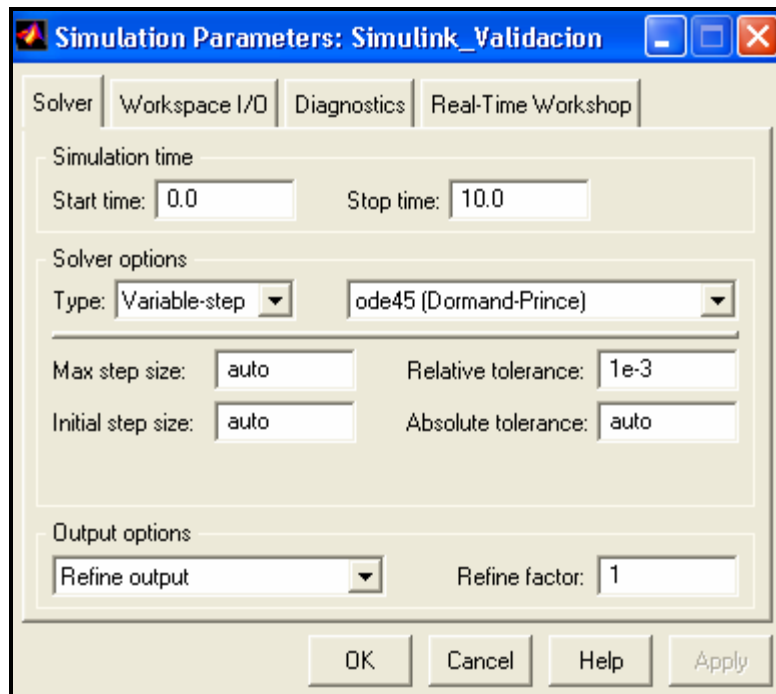 Simulation Parameters: Simulink_Validacion
Solver Workspace I/O Diagnostics Real-Time Workshop
Simulation time
Start time: 0.0 Stop time: 10.0
Solver options
Type: Variable-step ode45 (Dormand-Prince)
Max step size: auto Relative tolerance: 1e-3
Initial step size: auto Absolute tolerance: auto
Output options
Refine output Refine factor: 1
OK Cancel Help Apply